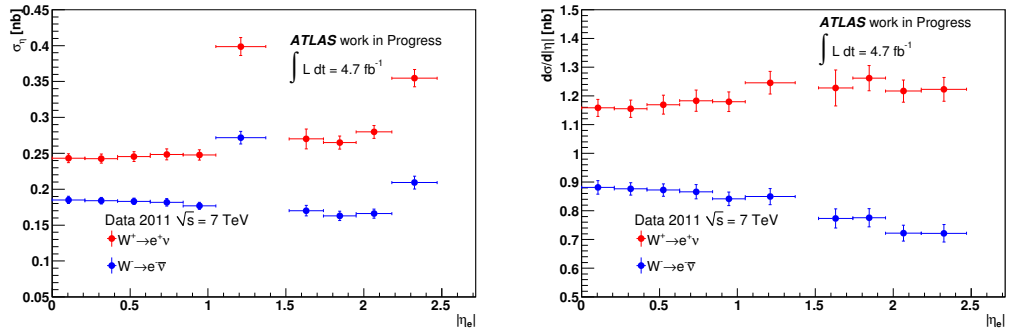 σ_η [nb]
0.45
0.4
0.35
0.3
0.25
0.2
0.15
0.1
0.05
ATLAS work in Progress
∫ L dt = 4.7 fb⁻¹
Data 2011 √s = 7 TeV
W⁺→e⁺ν
W⁻→e⁻ν̅
0 0.5 1 1.5 2 2.5
|η_e|
dσ/d|η| [nb]
1.5
1.4
1.3
1.2
1.1
1
0.9
0.8
0.7
0.6
0.5
ATLAS work in Progress
∫ L dt = 4.7 fb⁻¹
Data 2011 √s = 7 TeV
W⁺→e⁺ν
W⁻→e⁻ν̅
0 0.5 1 1.5 2 2.5
|η_e|